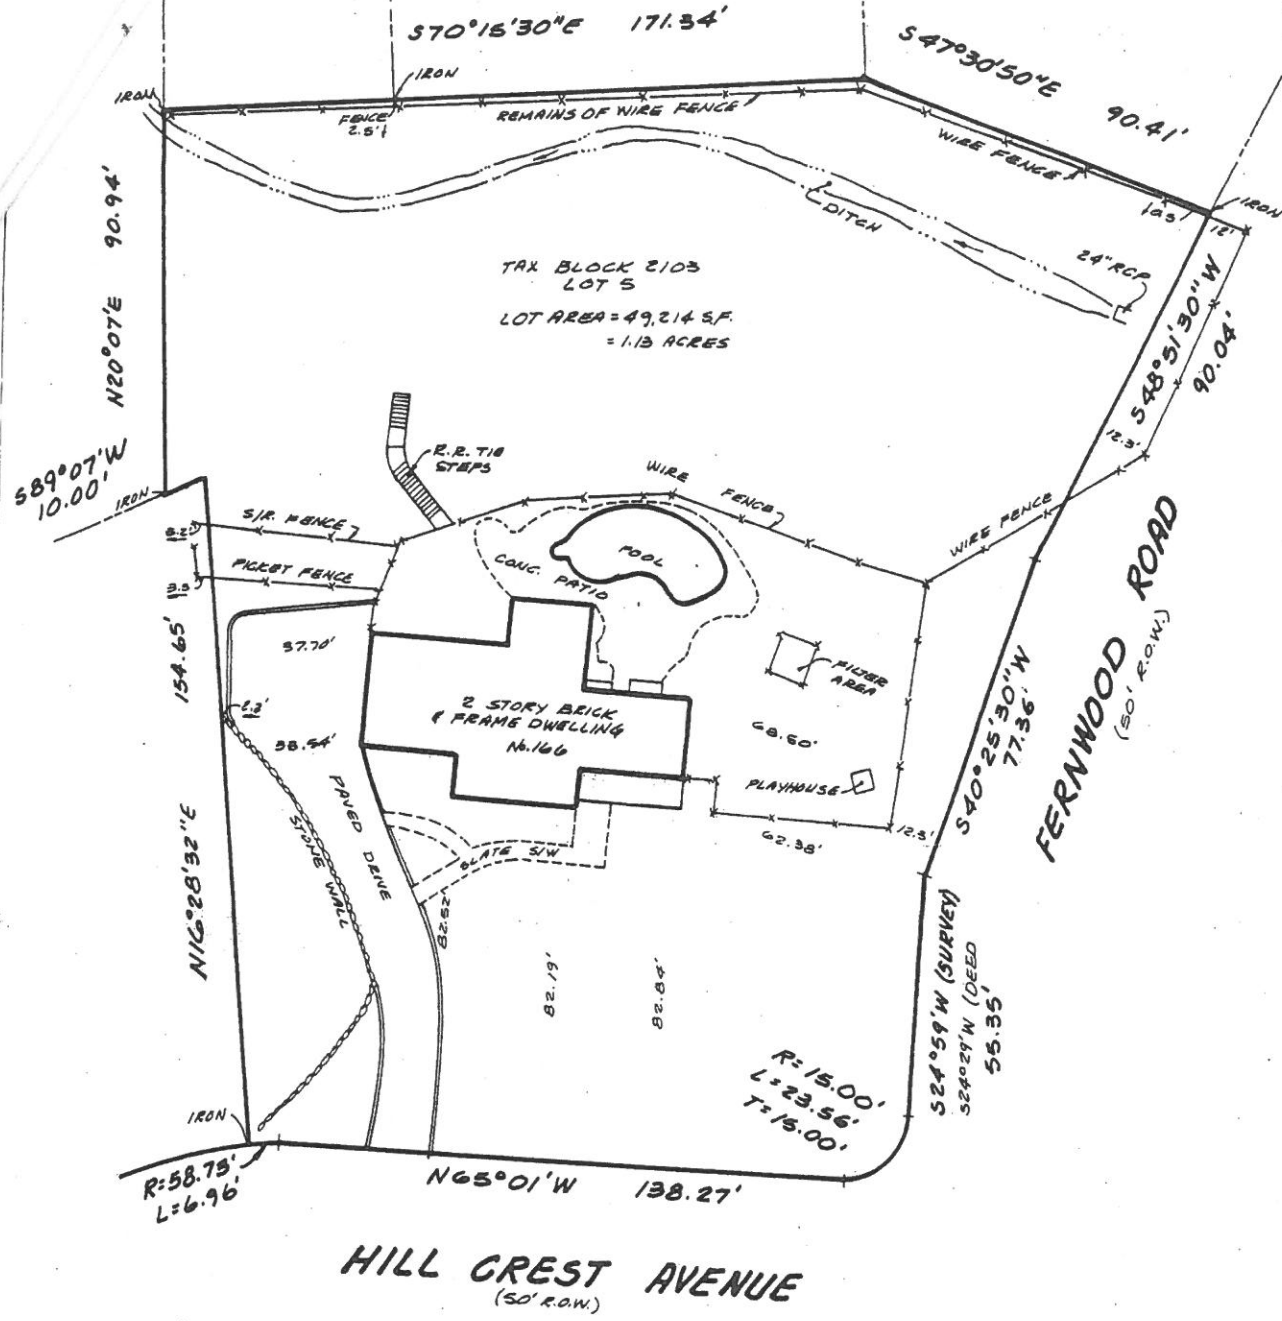 S70°15'30"E 171.34'
S47°30'50"E 90.41'
IRON
IRON
FENCE
2.5'±
REMAINS OF WIRE FENCE
WIRE FENCE
IRON
12'
DITCH
24" RCP
TAX BLOCK 2103
LOT 5
LOT AREA = 49,214 S.F.
= 1.13 ACRES
N20°07'E 90.94'
S48°51'30"W
90.04'
12.3'
S89°07'W
10.00'
IRON
R.R. TIE
STEPS
WIRE FENCE
WIRE FENCE
S/R. FENCE
PICKET FENCE
3.5'
CONC. PATIO
POOL
FILTER
AREA
37.70'
2.2'
38.54'
2 STORY BRICK
& FRAME DWELLING
No. 166
68.50'
PLAYHOUSE
62.38'
12.3'
154.65'
N16°28'32"E
STONE WALL
PAVED DRIVE
SLATE S/W
82.52'
82.19'
82.84'
S40°25'30"W
77.36'
FERNWOOD ROAD
(50' R.O.W.)
S24°59'W (SURVEY)
S24°29'W (DEED
55.35'
R=15.00'
L=23.56'
T=15.00'
IRON
R=58.73'
L=6.96'
N65°01'W 138.27'
HILL CREST AVENUE
(50' R.O.W.)